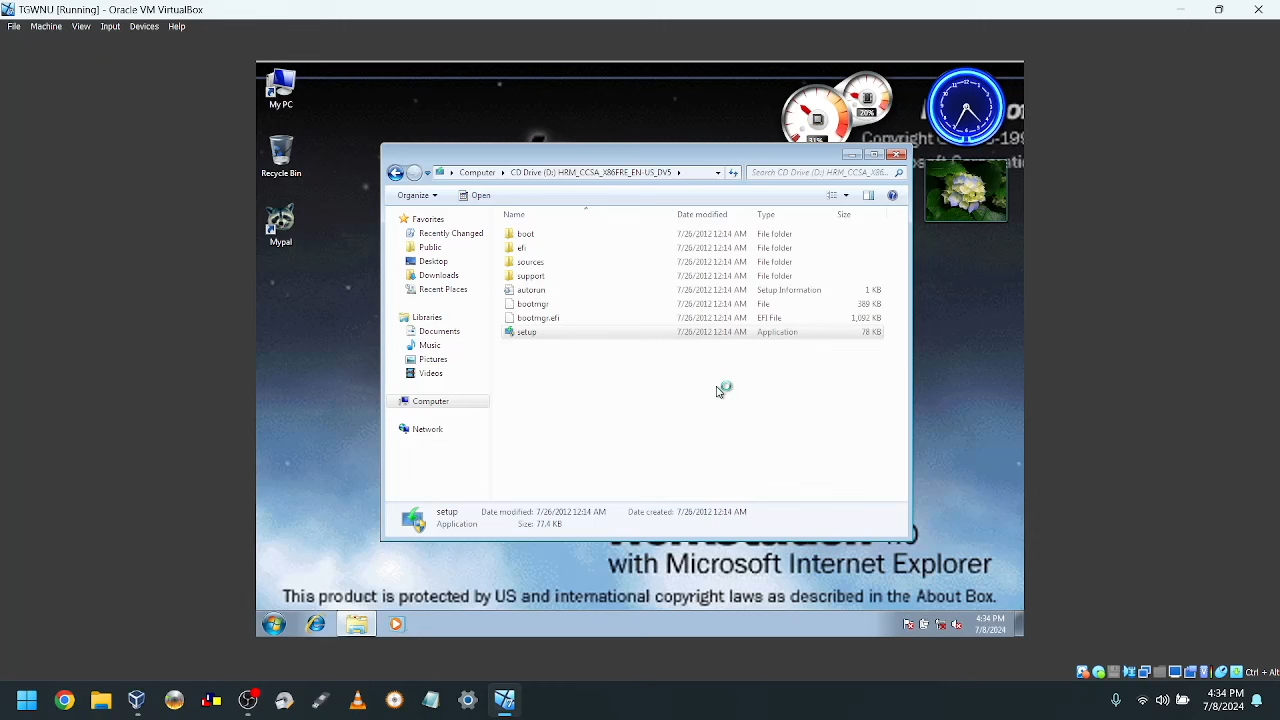 TGWNU [Running] - Oracle VM VirtualBox
File Machine View Input Devices Help
My PC
Recycle Bin
Mypal
31%
20%
12
Copyright
-199
Corporation
Computer CD Drive (D:) HRM_CCSA_X86FRE_EN-US_DV5
Search CD Drive (D:) HRM_CCSA_X86...
Organize Open
Favorites
Recently Changed
Public
Desktop
Downloads
Recent Places
Libraries
Documents
Music
Pictures
Videos
Computer
Network
Name Date modified Type Size
boot 7/26/2012 12:14 AM File folder
efi 7/26/2012 12:14 AM File folder
sources 7/26/2012 12:14 AM File folder
support 7/26/2012 12:14 AM File folder
autorun 7/26/2012 12:14 AM Setup Information 1 KB
bootmgr 7/26/2012 12:14 AM File 389 KB
bootmgr.efi 7/26/2012 12:14 AM EFI File 1,092 KB
setup 7/26/2012 12:14 AM Application 78 KB
setup Date modified: 7/26/2012 12:14 AM Date created: 7/26/2012 12:14 AM
Application Size: 77.4 KB
with Microsoft Internet Explorer
This product is protected by US and international copyright laws as described in the About Box.
4:34 PM
7/8/2024
Ctrl + Alt
4:34 PM
7/8/2024